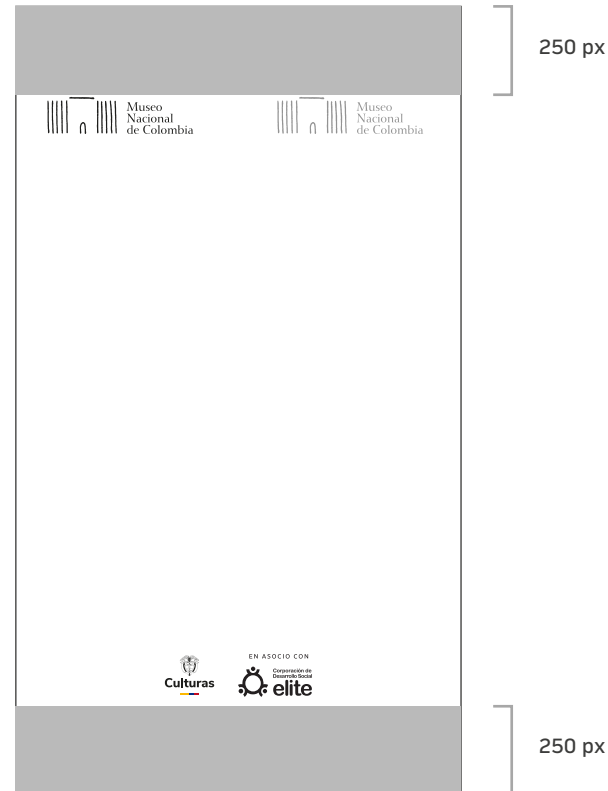 250 px
Museo
Nacional
de Colombia
Museo
Nacional
de Colombia
EN ASOCIO CON
Culturas
Corporación de
Desarrollo Social
elite
250 px